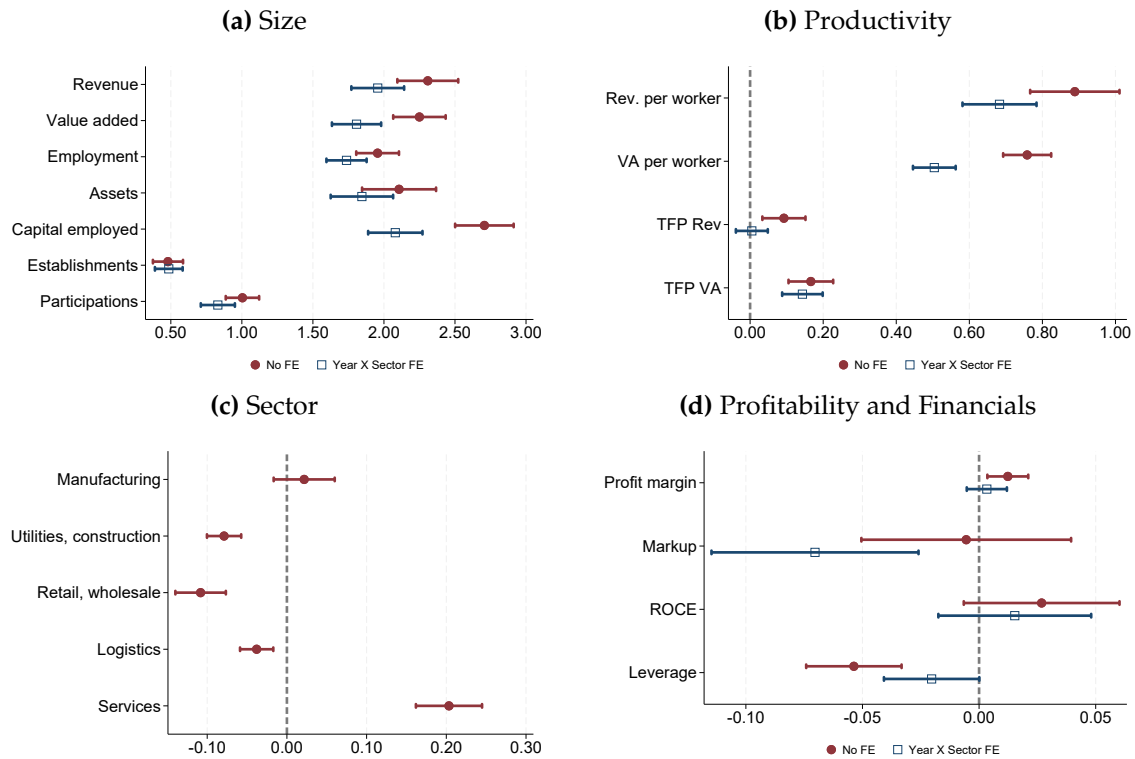 (a) Size
Revenue
Value added
Employment
Assets
Capital employed
Establishments
Participations
0.50 1.00 1.50 2.00 2.50 3.00
No FE Year X Sector FE
(b) Productivity
Rev. per worker
VA per worker
TFP Rev
TFP VA
0.00 0.20 0.40 0.60 0.80 1.00
No FE Year X Sector FE
(c) Sector
Manufacturing
Utilities, construction
Retail, wholesale
Logistics
Services
-0.10 0.00 0.10 0.20 0.30
(d) Profitability and Financials
Profit margin
Markup
ROCE
Leverage
-0.10 -0.05 0.00 0.05
No FE Year X Sector FE